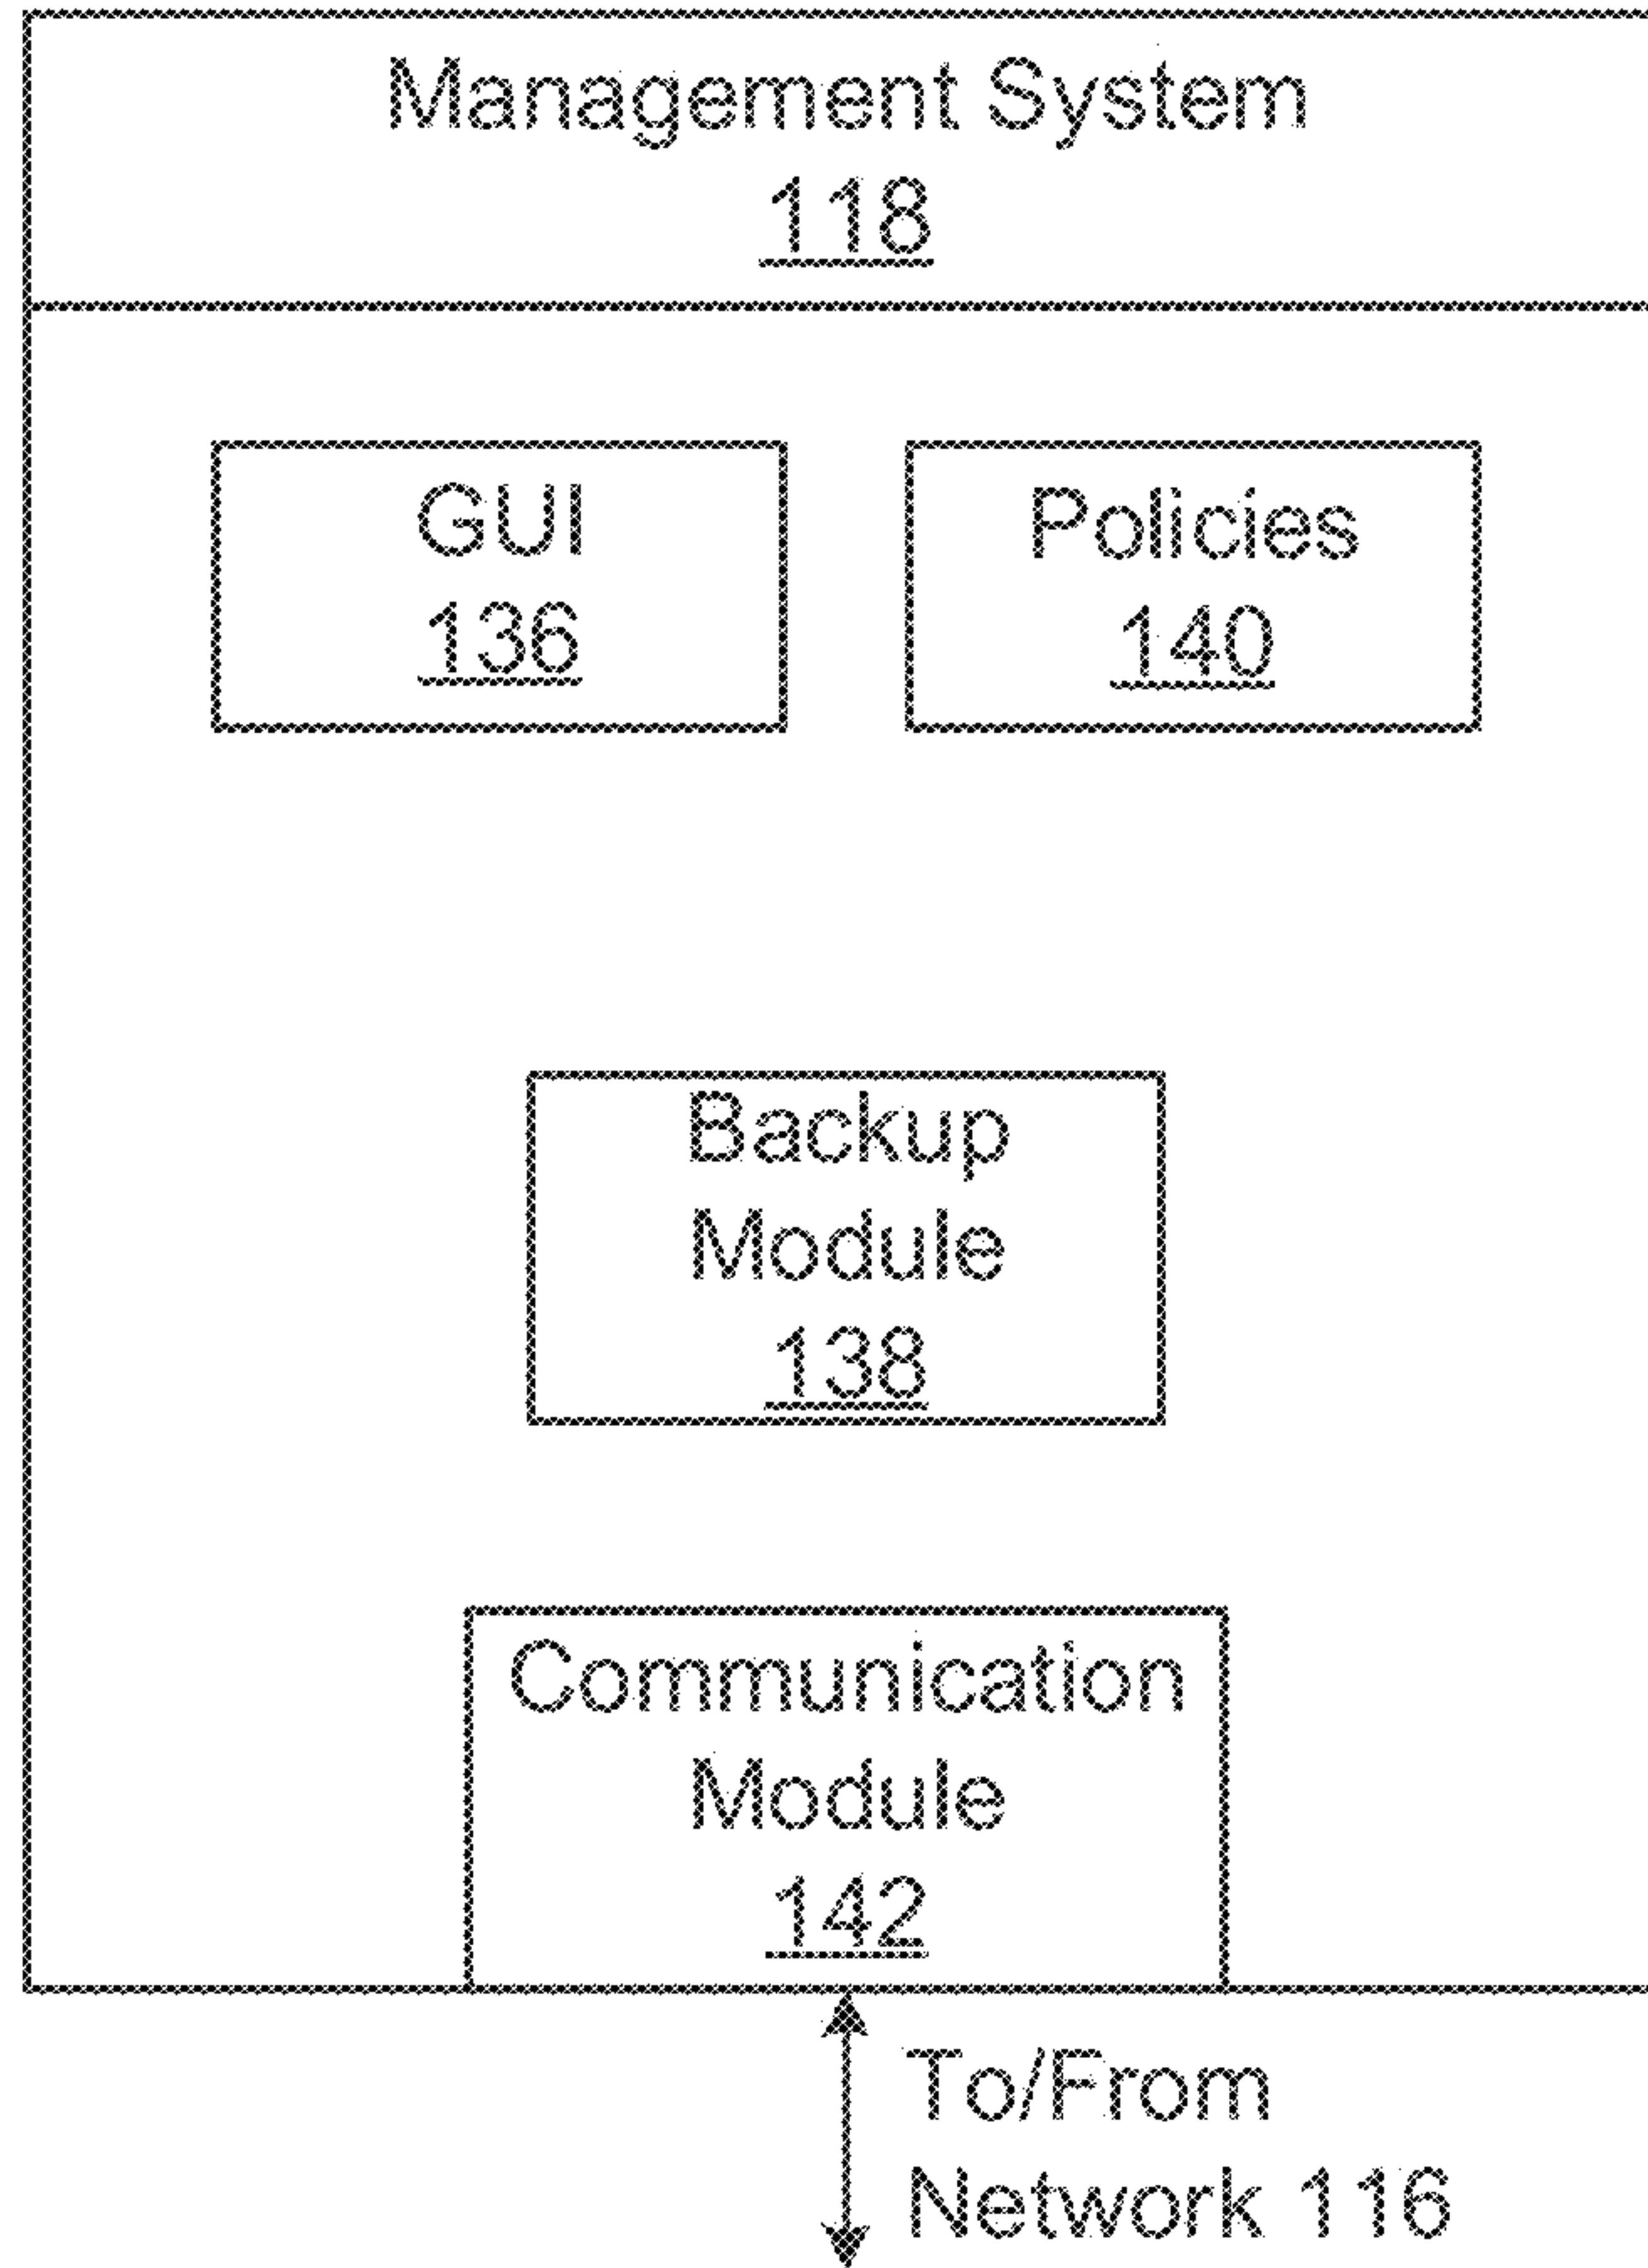 Management System
118
GUI
136
Policies
140
Backup
Module
138
Communication
Module
142
To/From
Network 116